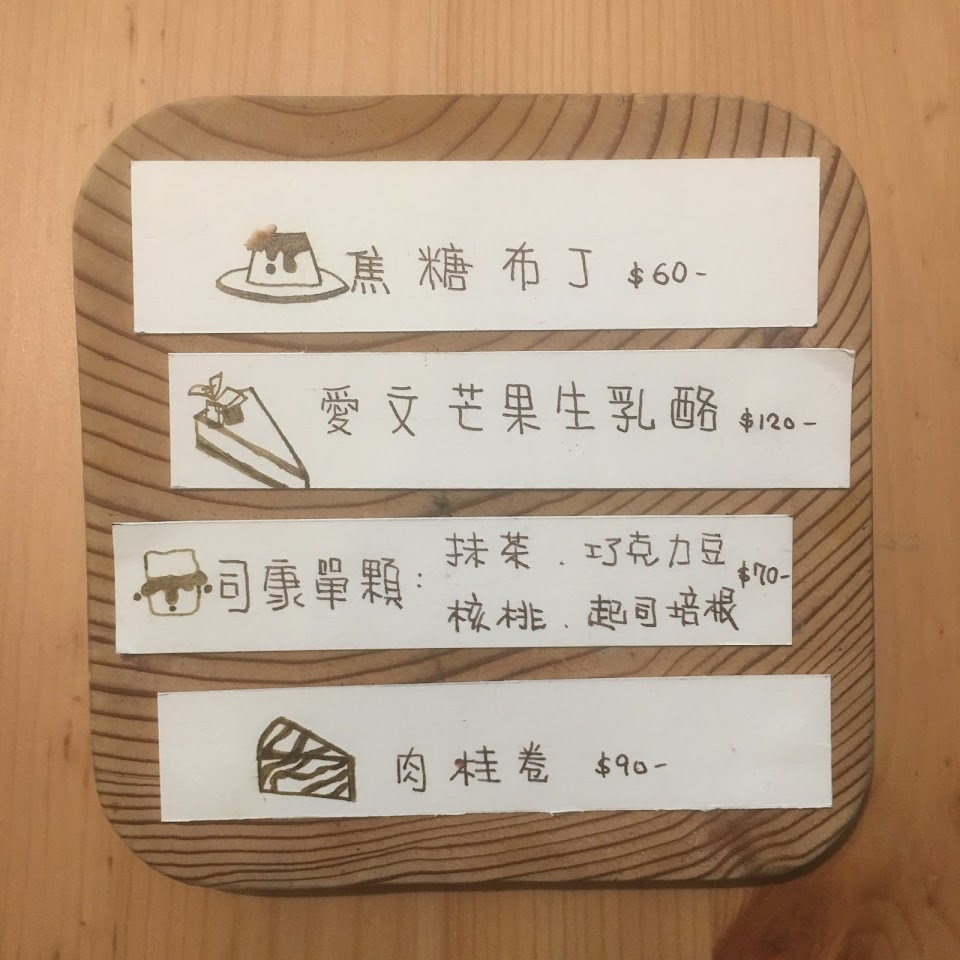 焦糖布丁 $60-
愛文芒果生乳酪 $120-
司康單顆: 抹茶 . 巧克力豆
核桃 . 起司培根 $70-
肉桂卷 $90-